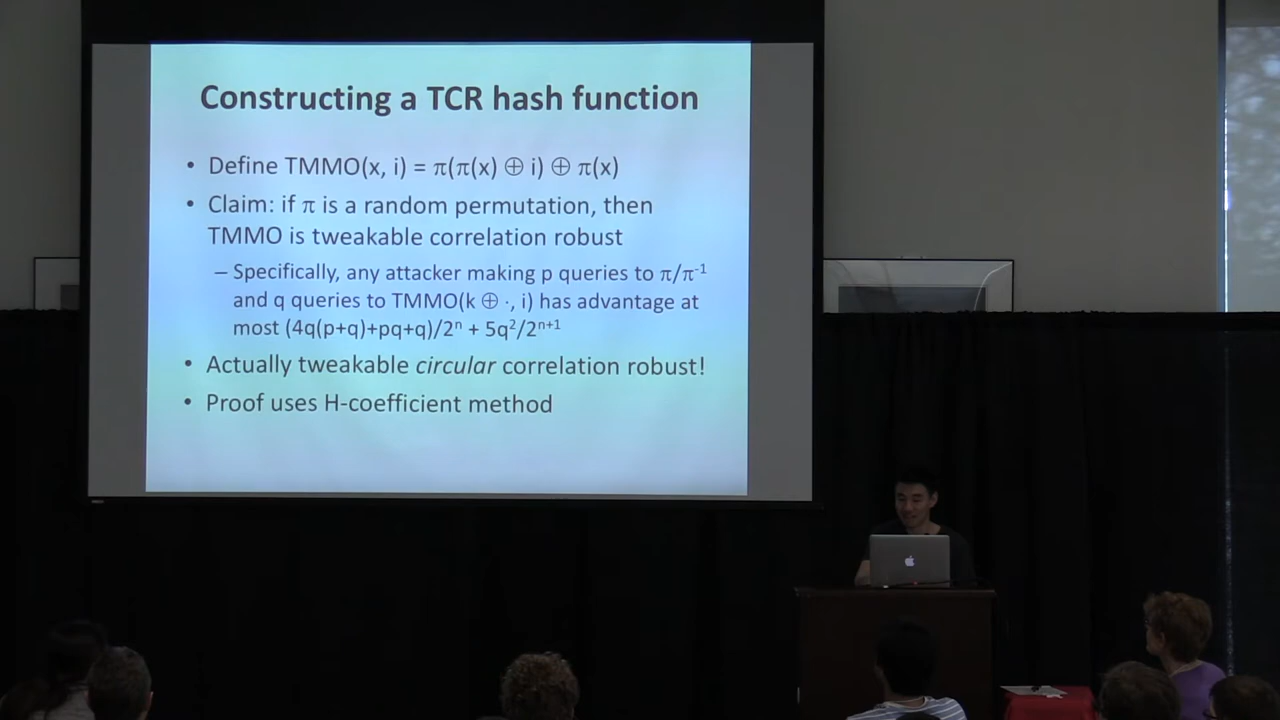 Constructing a TCR hash function
• Define TMMO(x, i) = π(π(x) ⊕ i) ⊕ π(x)
• Claim: if π is a random permutation, then
TMMO is tweakable correlation robust
– Specifically, any attacker making p queries to π/π⁻¹
and q queries to TMMO(k ⊕ ·, i) has advantage at
most (4q(p+q)+pq+q)/2ⁿ + 5q²/2ⁿ⁺¹
• Actually tweakable circular correlation robust!
• Proof uses H-coefficient method